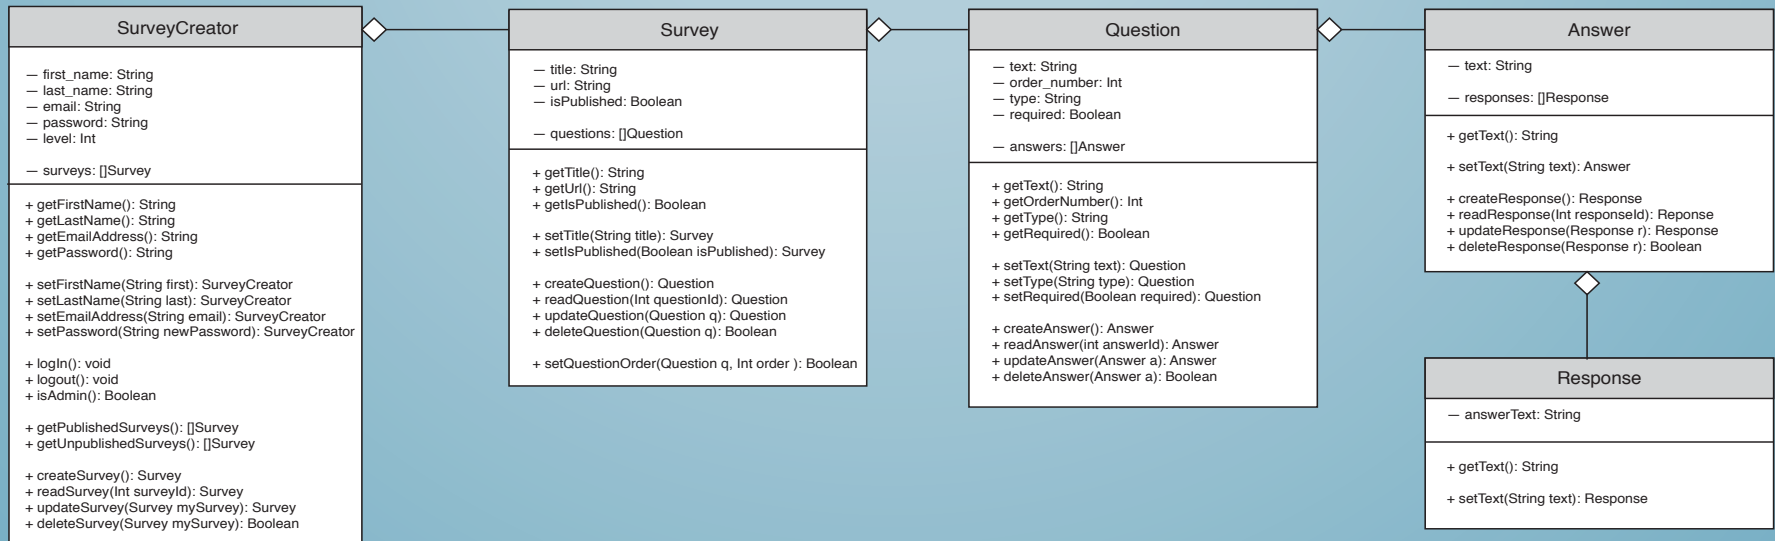 SurveyCreator
— first_name: String
— last_name: String
— email: String
— password: String
— level: Int
— surveys: []Survey
+ getFirstName(): String
+ getLastName(): String
+ getEmailAddress(): String
+ getPassword(): String
+ setFirstName(String first): SurveyCreator
+ setLastName(String last): SurveyCreator
+ setEmailAddress(String email): SurveyCreator
+ setPassword(String newPassword): SurveyCreator
+ logIn(): void
+ logout(): void
+ isAdmin(): Boolean
+ getPublishedSurveys(): []Survey
+ getUnpublishedSurveys(): []Survey
+ createSurvey(): Survey
+ readSurvey(Int surveyId): Survey
+ updateSurvey(Survey mySurvey): Survey
+ deleteSurvey(Survey mySurvey): Boolean
Survey
— title: String
— url: String
— isPublished: Boolean
— questions: []Question
+ getTitle(): String
+ getUrl(): String
+ getIsPublished(): Boolean
+ setTitle(String title): Survey
+ setIsPublished(Boolean isPublished): Survey
+ createQuestion(): Question
+ readQuestion(Int questionId): Question
+ updateQuestion(Question q): Question
+ deleteQuestion(Question q): Boolean
+ setQuestionOrder(Question q, Int order ): Boolean
Question
— text: String
— order_number: Int
— type: String
— required: Boolean
— answers: []Answer
+ getText(): String
+ getOrderNumber(): Int
+ getType(): String
+ getRequired(): Boolean
+ setText(String text): Question
+ setType(String type): Question
+ setRequired(Boolean required): Question
+ createAnswer(): Answer
+ readAnswer(int answerId): Answer
+ updateAnswer(Answer a): Answer
+ deleteAnswer(Answer a): Boolean
Answer
— text: String
— responses: []Response
+ getText(): String
+ setText(String text): Answer
+ createResponse(): Response
+ readResponse(Int responseId): Reponse
+ updateResponse(Response r): Response
+ deleteResponse(Response r): Boolean
Response
— answerText: String
+ getText(): String
+ setText(String text): Response